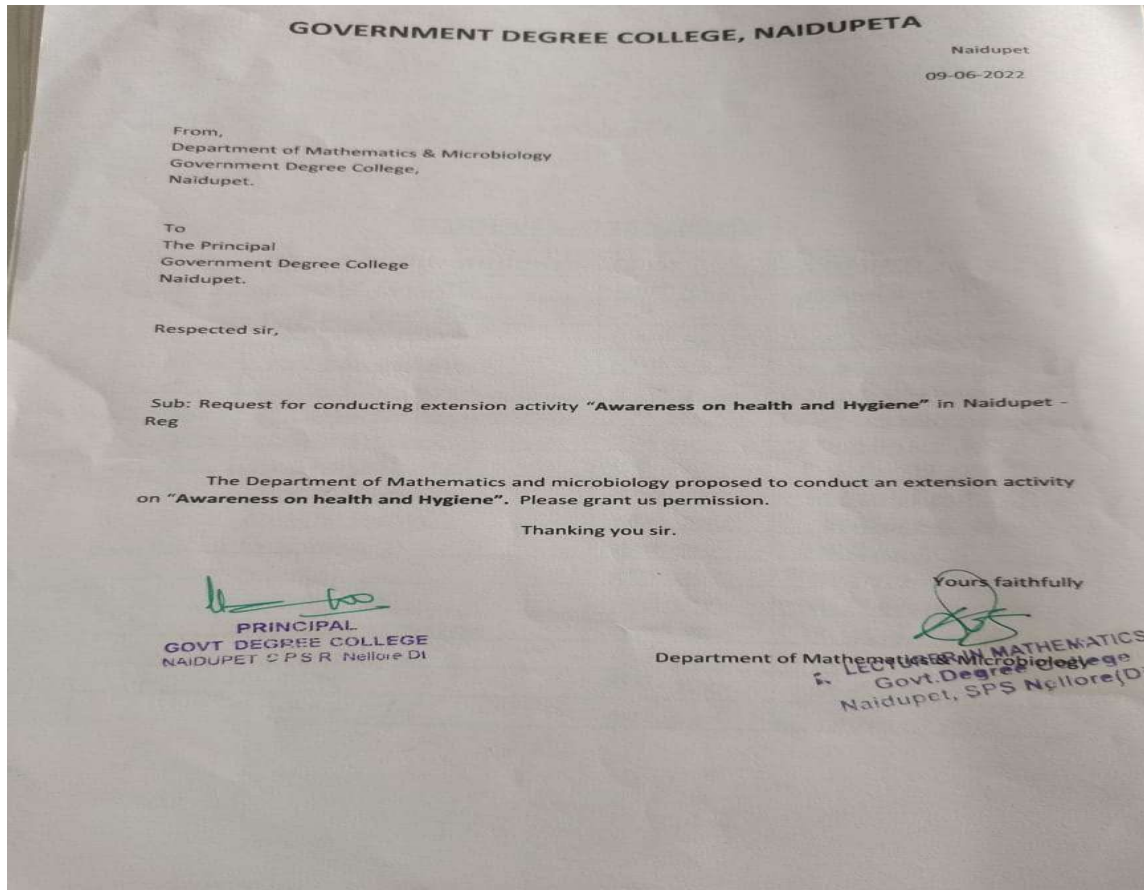 GOVERNMENT DEGREE COLLEGE, NAIDUPETA
Naidupet
09-06-2022
From,
Department of Mathematics & Microbiology
Government Degree College,
Naidupet.
To
The Principal
Government Degree College
Naidupet.
Respected sir,
Sub: Request for conducting extension activity “Awareness on health and Hygiene” in Naidupet -
Reg
The Department of Mathematics and microbiology proposed to conduct an extension activity
on “Awareness on health and Hygiene”. Please grant us permission.
Thanking you sir.
PRINCIPAL
GOVT DEGREE COLLEGE
NAIDUPET S P S R Nellore Dt
Yours faithfully
Department of Mathematics & Microbiology
LECTURER IN MATHEMATICS
Govt.Degree College
Naidupet, SPS Nellore(D